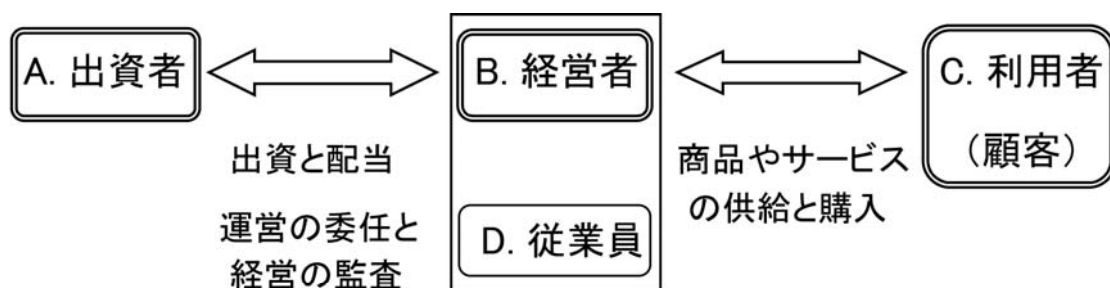 A. 出資者
出資と配当
運営の委任と
経営の監査
B. 経営者
D. 従業員
商品やサービス
の供給と購入
C. 利用者
(顧客)